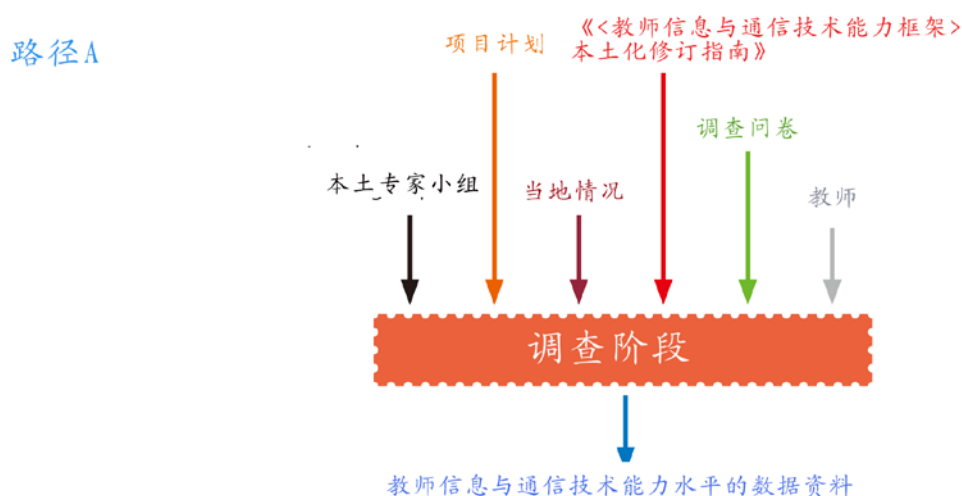 路径A
项目计划
《<教师信息与通信技术能力框架>
本土化修订指南》
调查问卷
本土专家小组
当地情况
教师
调查阶段
教师信息与通信技术能力水平的数据资料